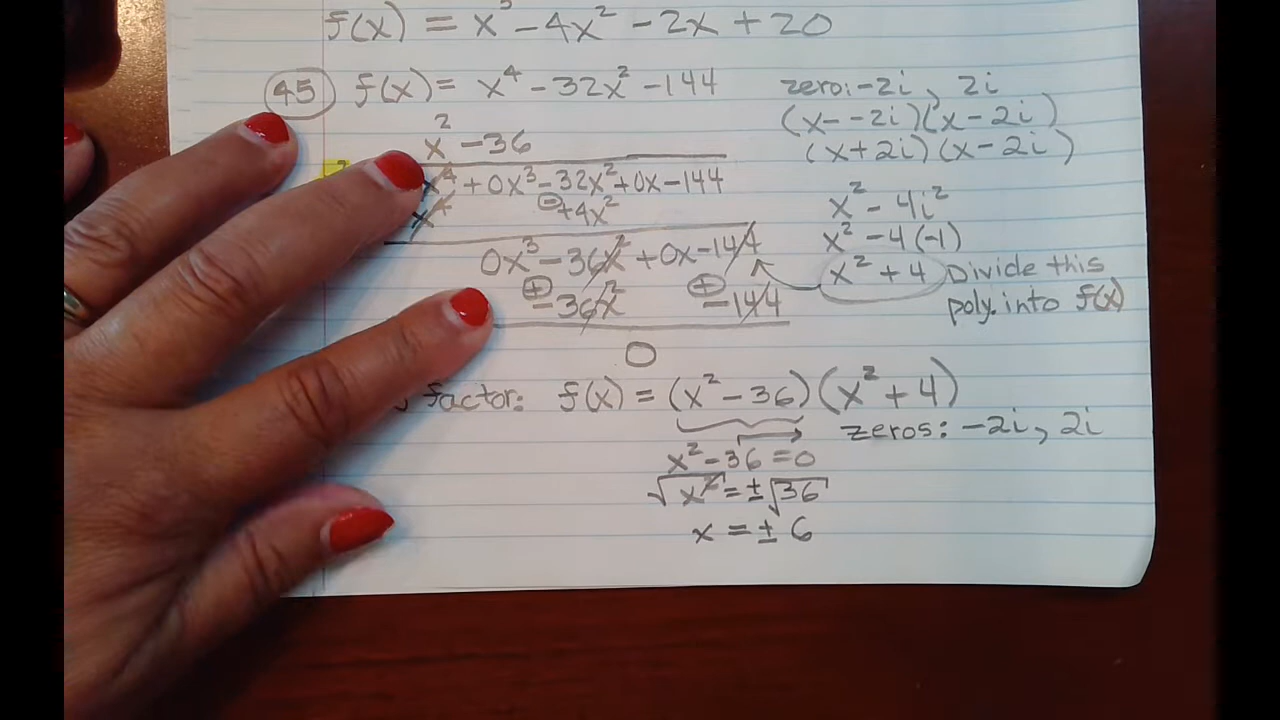 f(x) = x³ - 4x² - 2x + 20
45 f(x) = x⁴ - 32x² - 144
x² - 36
x⁴ + 0x³ - 32x² + 0x - 144
x⁴ + 4x²
0x³ - 36x² + 0x - 144
- 36x² - 144
0
zero: -2i, 2i
(x - -2i)(x - 2i)
(x + 2i)(x - 2i)
x² - 4i²
x² - 4(-1)
x² + 4 Divide this
poly. into f(x)
factor: f(x) = (x² - 36)(x² + 4)
zeros: -2i, 2i
x² - 36 = 0
√x² = ±√36
x = ± 6